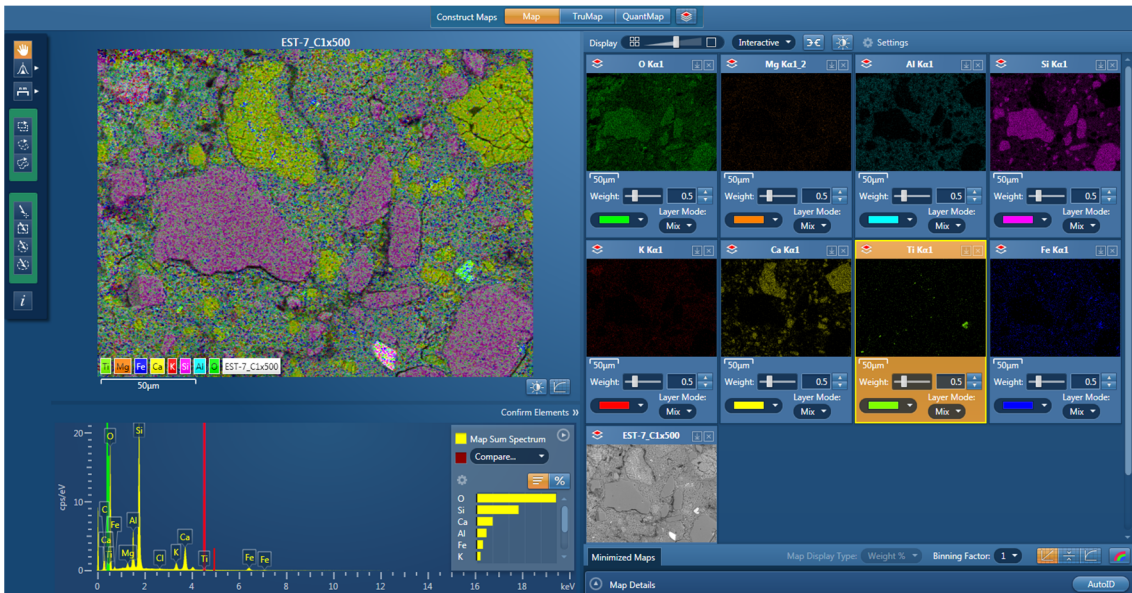 Construct Maps Map TruMap QuantMap
EST-7_C1x500
Display Interactive Settings
O Kα1 Mg Kα1_2 Al Kα1 Si Kα1
50µm 50µm 50µm 50µm
Weight: 0.5 Weight: 0.5 Weight: 0.5 Weight: 0.5
Layer Mode: Layer Mode: Layer Mode: Layer Mode:
Mix Mix Mix Mix
K Kα1 Ca Kα1 Ti Kα1 Fe Kα1
50µm 50µm 50µm 50µm
Weight: 0.5 Weight: 0.5 Weight: 0.5 Weight: 0.5
Layer Mode: Layer Mode: Layer Mode: Layer Mode:
Mix Mix Mix Mix
i
Ti Mg Fe Ca K Si Al O EST-7_C1x500
50µm
EST-7_C1x500
Confirm Elements »
Map Sum Spectrum
Compare...
%
O
Si
Ca
Al
Fe
K
cps/eV
20
10
0
O Si
C Fe Al
Ca Ca
Ti Mg Cl K Ti Fe Fe
0 2 4 6 8 10 12 14 16 18 keV
Minimized Maps Map Display Type: Weight % Binning Factor: 1
Map Details AutoID